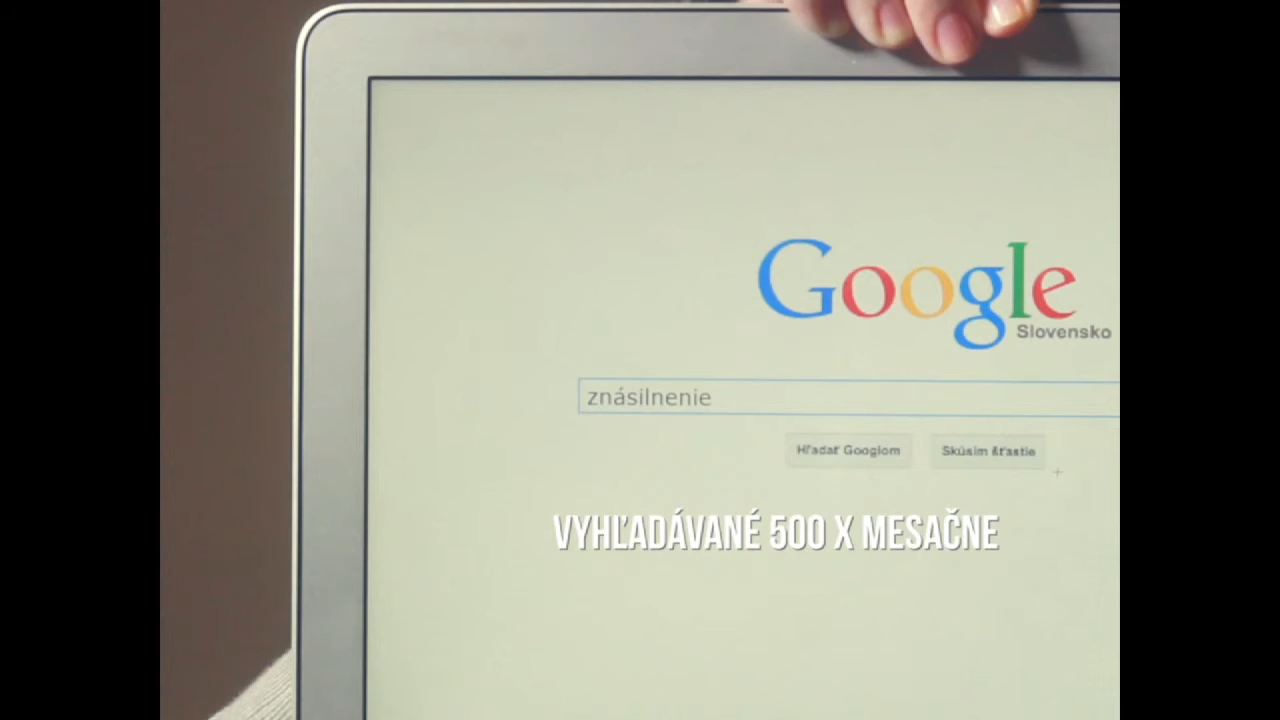 Google
Slovensko
znásilnenie
Hľadať Googlom
Skúsim šťastie
VYHĽADÁVANÉ 500 X MESAČNE